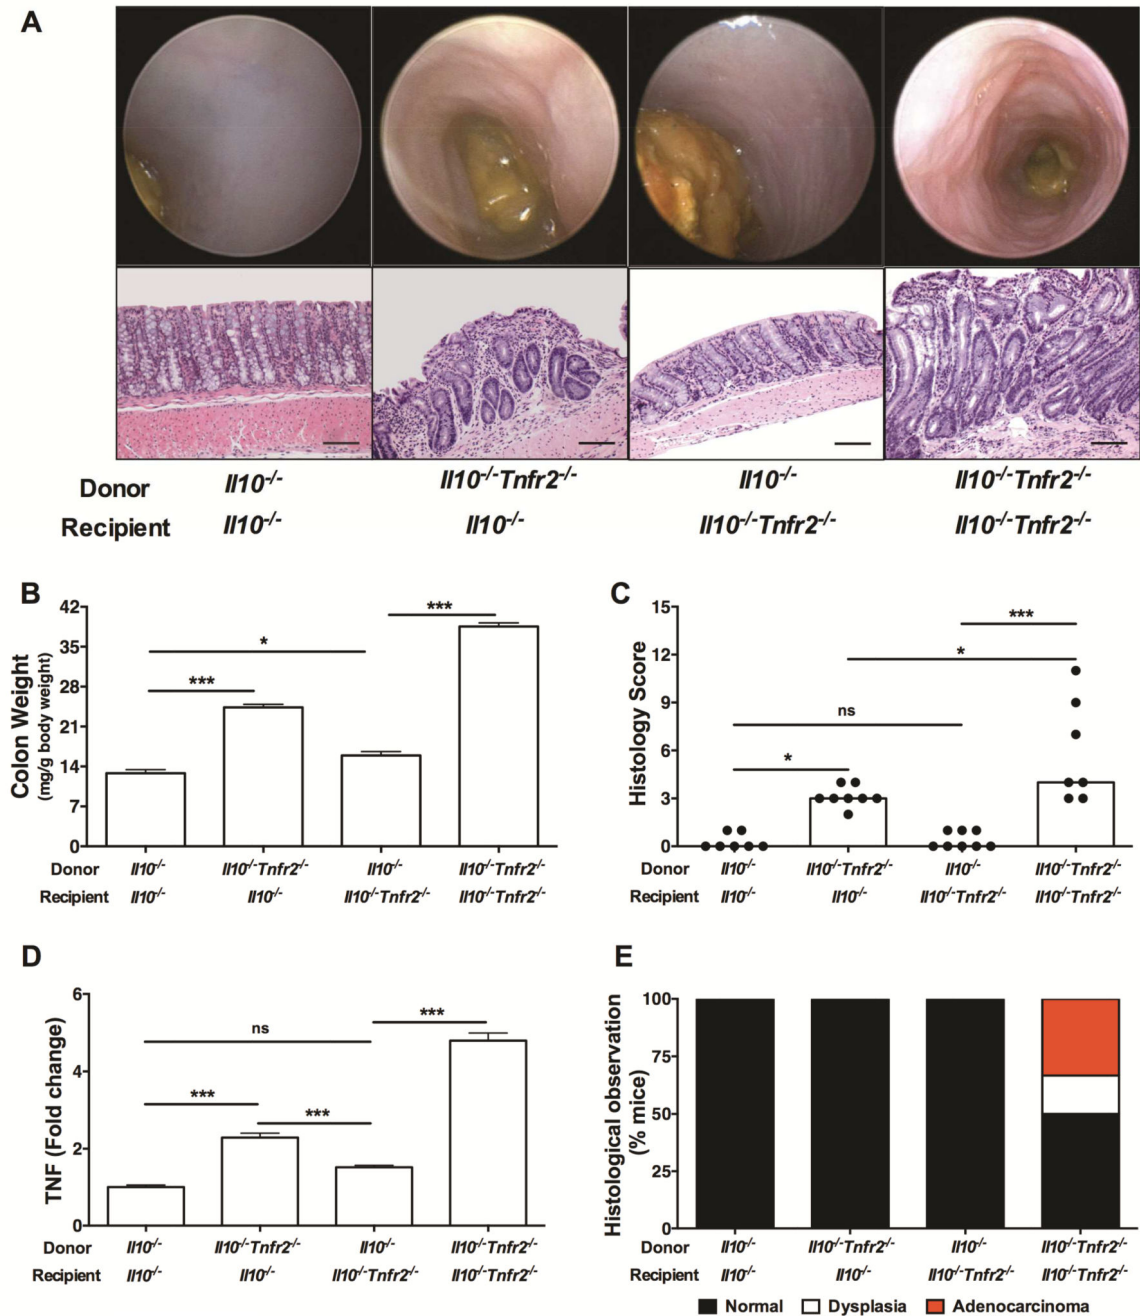 A
Donor Il10-/- Il10-/-Tnfr2-/- Il10-/- Il10-/-Tnfr2-/-
Recipient Il10-/- Il10-/- Il10-/-Tnfr2-/- Il10-/-Tnfr2-/-
B
Colon Weight
(mg/g body weight)
42
35
28
21
14
7
0
***
*
***
Donor Il10-/- Il10-/-Tnfr2-/- Il10-/- Il10-/-Tnfr2-/-
Recipient Il10-/- Il10-/- Il10-/-Tnfr2-/- Il10-/-Tnfr2-/-
C
Histology Score
15
12
9
6
3
0
***
*
ns
*
Donor Il10-/- Il10-/-Tnfr2-/- Il10-/- Il10-/-Tnfr2-/-
Recipient Il10-/- Il10-/- Il10-/-Tnfr2-/- Il10-/-Tnfr2-/-
D
TNF (Fold change)
6
4
2
0
***
ns
***
***
Donor Il10-/- Il10-/-Tnfr2-/- Il10-/- Il10-/-Tnfr2-/-
Recipient Il10-/- Il10-/- Il10-/-Tnfr2-/- Il10-/-Tnfr2-/-
E
Histological observation
(% mice)
100
75
50
25
0
Donor Il10-/- Il10-/-Tnfr2-/- Il10-/- Il10-/-Tnfr2-/-
Recipient Il10-/- Il10-/- Il10-/-Tnfr2-/- Il10-/-Tnfr2-/-
Normal Dysplasia Adenocarcinoma